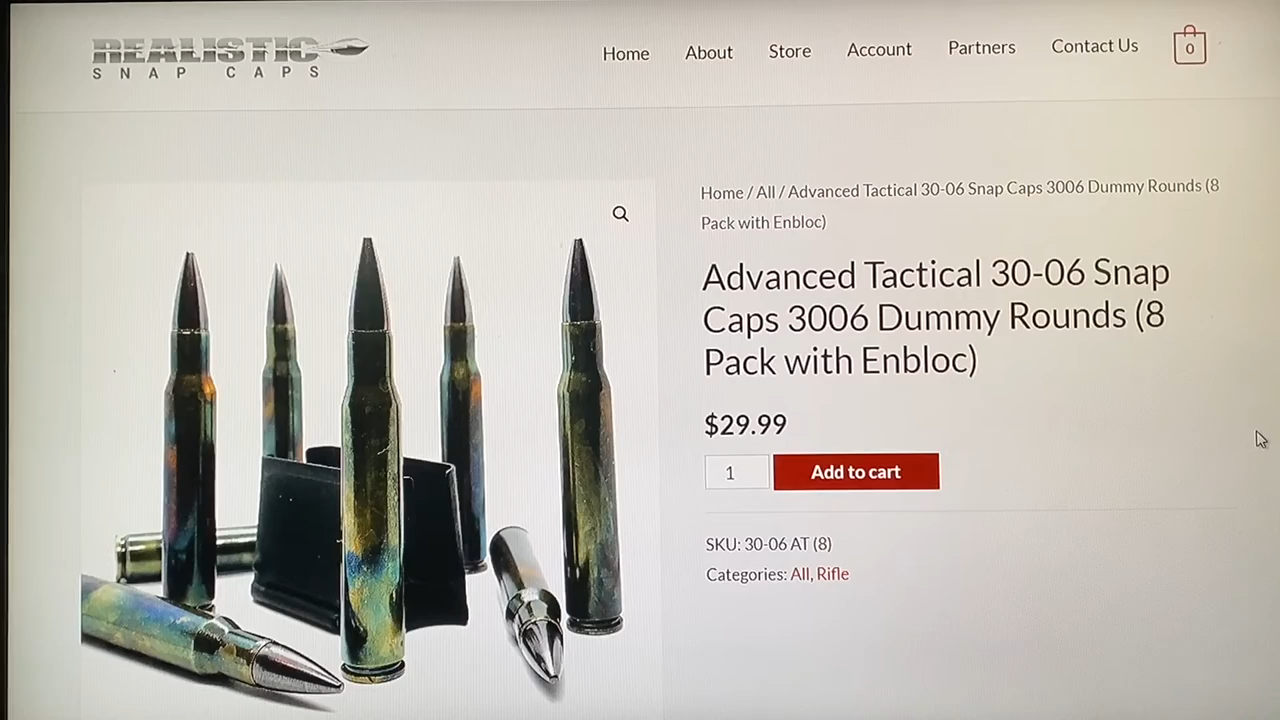 REALISTIC
SNAP CAPS
Home About Store Account Partners Contact Us 0
Home / All / Advanced Tactical 30-06 Snap Caps 3006 Dummy Rounds (8
Pack with Enbloc)
Advanced Tactical 30-06 Snap
Caps 3006 Dummy Rounds (8
Pack with Enbloc)
$29.99
1 Add to cart
SKU: 30-06 AT (8)
Categories: All, Rifle